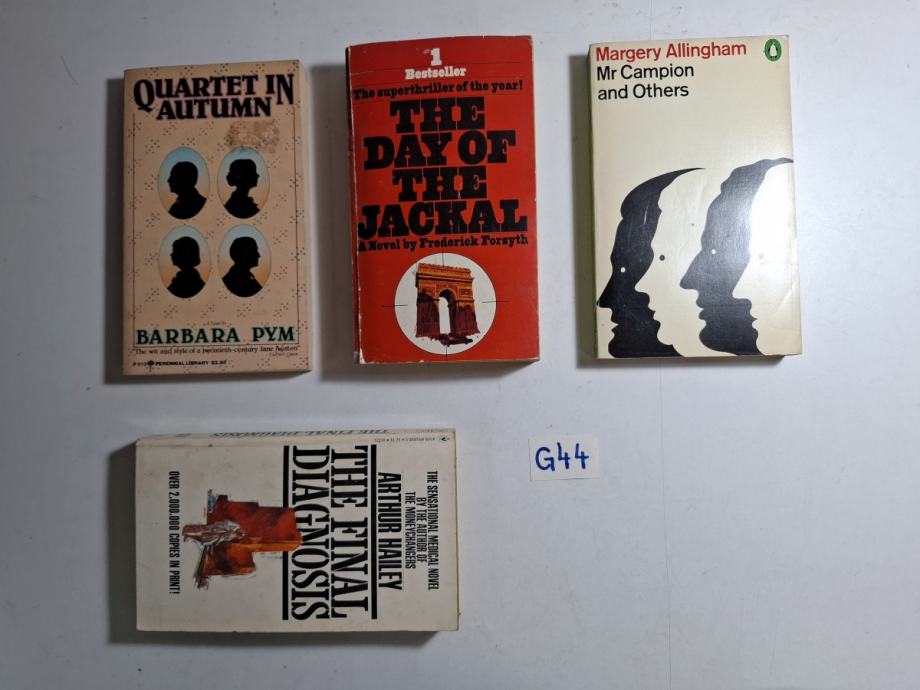 QUARTET IN
AUTUMN
BARBARA PYM
"The wit and style of a twentieth-century Jane Austen"
PERENNIAL LIBRARY
#1
Bestseller
The superthriller of the year!
THE
DAY OF
THE
JACKAL
A Novel by Frederick Forsyth
Margery Allingham
Mr Campion
and Others
THE SENSATIONAL MEDICAL NOVEL
BY THE AUTHOR OF
THE MONEYCHANGERS
ARTHUR HAILEY
THE FINAL
DIAGNOSIS
OVER 2,000,000 COPIES IN PRINT!
THE FINAL DIAGNOSIS
G44